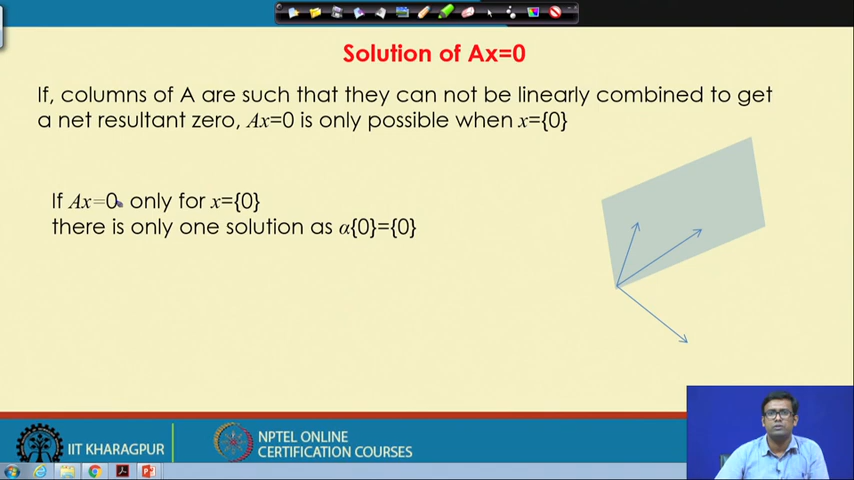 Solution of Ax=0
If, columns of A are such that they can not be linearly combined to get
a net resultant zero, Ax=0 is only possible when x={0}
If Ax=0, only for x={0}
there is only one solution as α{0}={0}
IIT KHARAGPUR
NPTEL ONLINE
CERTIFICATION COURSES